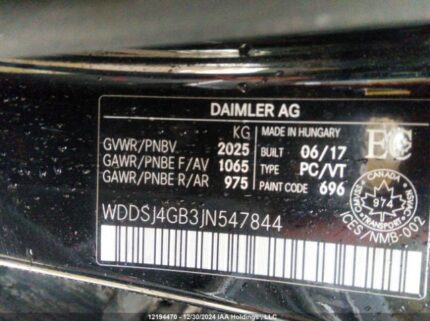 DAIMLER AG
KG
GVWR/PNBV 2025
GAWR/PNBE F/AV 1065
GAWR/PNBE R/AR 975
MADE IN HUNGARY
BUILT 06/17
TYPE PC/VT
PAINT CODE 696
EC
CANADA
974
ICES/NMB-002
WDDSJ4GB3JN547844
12194470 - 12/30/2024 IAA Holdings, LLC